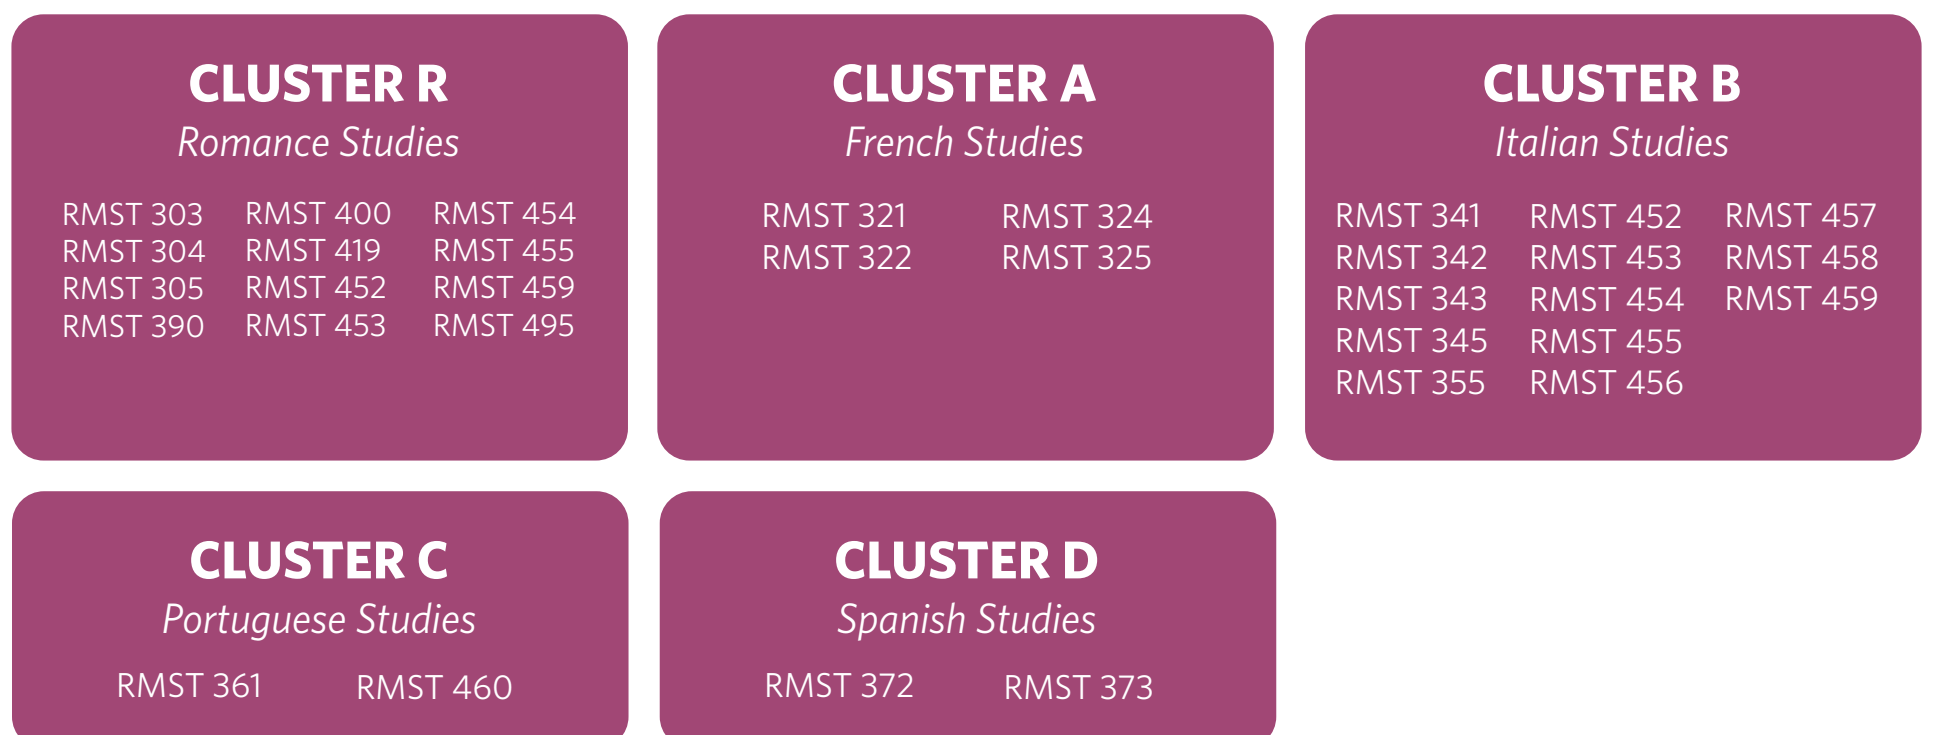 CLUSTER R
Romance Studies
RMST 303 RMST 400 RMST 454
RMST 304 RMST 419 RMST 455
RMST 305 RMST 452 RMST 459
RMST 390 RMST 453 RMST 495
CLUSTER A
French Studies
RMST 321 RMST 324
RMST 322 RMST 325
CLUSTER B
Italian Studies
RMST 341 RMST 452 RMST 457
RMST 342 RMST 453 RMST 458
RMST 343 RMST 454 RMST 459
RMST 345 RMST 455
RMST 355 RMST 456
CLUSTER C
Portuguese Studies
RMST 361 RMST 460
CLUSTER D
Spanish Studies
RMST 372 RMST 373